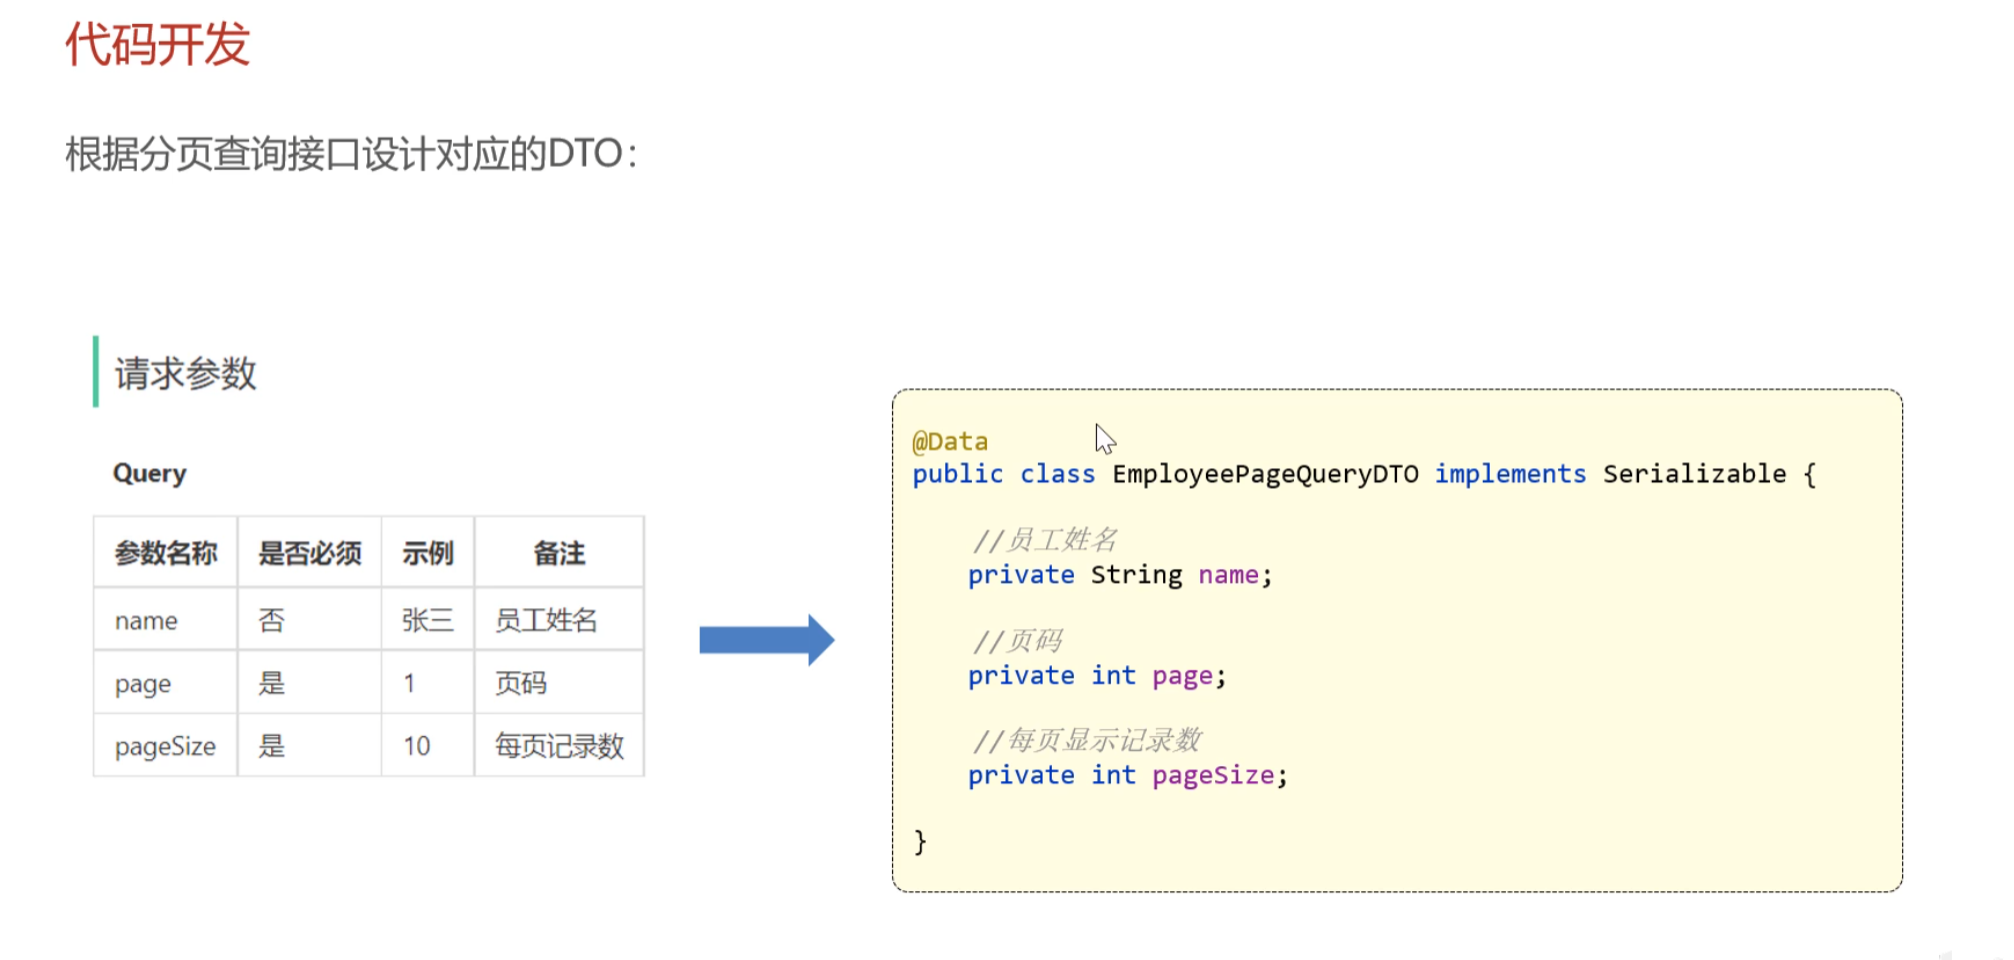 代码开发
根据分页查询接口设计对应的DTO：
请求参数
Query
参数名称 是否必须 示例 备注
name 否 张三 员工姓名
page 是 1 页码
pageSize 是 10 每页记录数
@Data
public class EmployeePageQueryDTO implements Serializable {
//员工姓名
private String name;
//页码
private int page;
//每页显示记录数
private int pageSize;
}